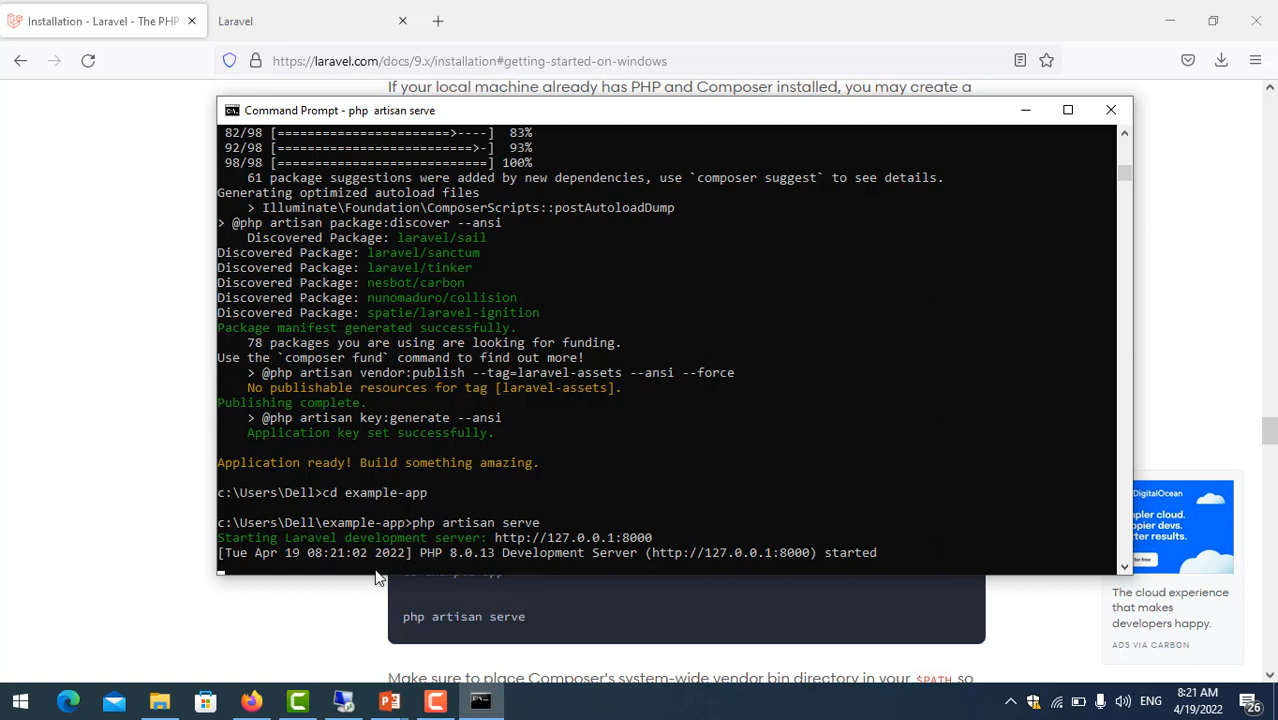 Installation - Laravel - The PHP
Laravel
https://laravel.com/docs/9.x/installation#getting-started-on-windows
If your local machine already has PHP and Composer installed, you may create a
Command Prompt - php  artisan serve
82/98 [=======================>----]  83%
92/98 [==========================>-]  93%
98/98 [============================] 100%
61 package suggestions were added by new dependencies, use `composer suggest` to see details.
Generating optimized autoload files
> Illuminate\Foundation\ComposerScripts::postAutoloadDump
> @php artisan package:discover --ansi
Discovered Package: laravel/sail
Discovered Package: laravel/sanctum
Discovered Package: laravel/tinker
Discovered Package: nesbot/carbon
Discovered Package: nunomaduro/collision
Discovered Package: spatie/laravel-ignition
Package manifest generated successfully.
78 packages you are using are looking for funding.
Use the `composer fund` command to find out more!
> @php artisan vendor:publish --tag=laravel-assets --ansi --force
No publishable resources for tag [laravel-assets].
Publishing complete.
> @php artisan key:generate --ansi
Application key set successfully.
Application ready! Build something amazing.
c:\Users\Dell>cd example-app
c:\Users\Dell\example-app>php artisan serve
Starting Laravel development server: http://127.0.0.1:8000
[Tue Apr 19 08:21:02 2022] PHP 8.0.13 Development Server (http://127.0.0.1:8000) started
cd example-app
php artisan serve
Make sure to place Composer's system-wide vendor bin directory in your $PATH so
DigitalOcean
mpler cloud.
ppier devs.
tter results.
for free
The cloud experience
that makes
developers happy.
ADS VIA CARBON
ENG
8:21 AM
4/19/2022
26